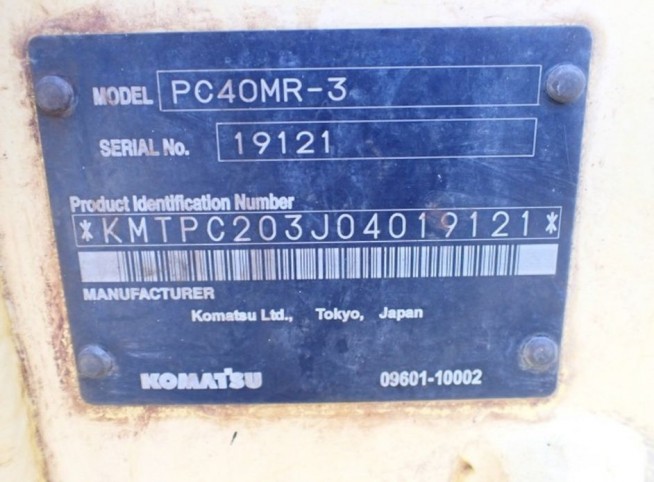 MODEL PC40MR-3
SERIAL No. 19121
Product Identification Number
*KMTPC203J04019121*
MANUFACTURER
Komatsu Ltd., Tokyo, Japan
KOMATSU 09601-10002